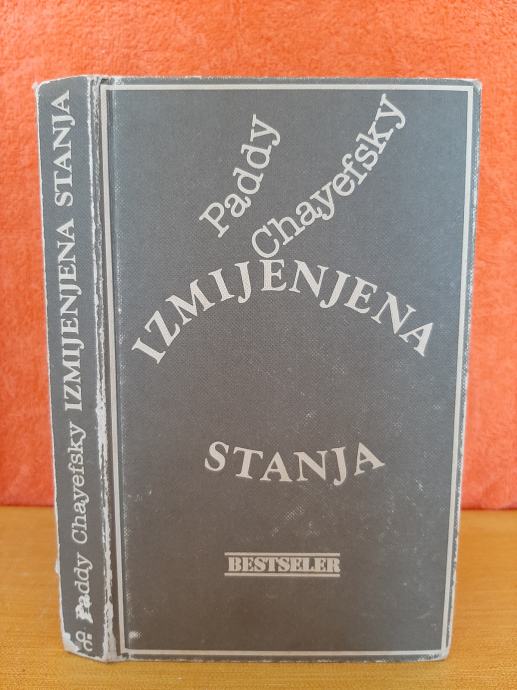 Paddy
Chayefsky
IZMIJENJENA
STANJA
BESTSELER
Paddy Chayefsky IZMIJENJENA STANJA